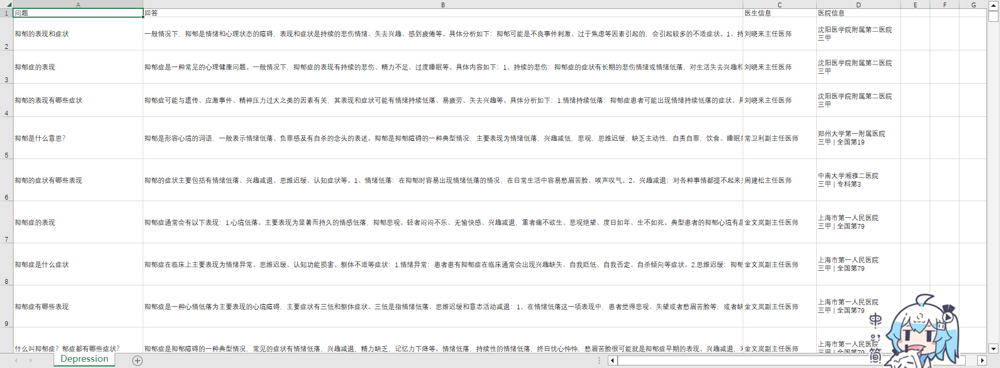 A B C D E F G
1 问题 回答 医生信息 医院信息
2 抑郁的表现和症状 一般情况下，抑郁是情绪和心理状态的障碍，表现和症状是持续的悲伤情绪、失去兴趣、感到疲倦等。具体分析如下：抑郁可能是不良事件刺激、过于焦虑等因素引起的，会引起较多的不适症状。1、持 刘晓来主任医师 沈阳医学院附属第二医院
三甲
3 抑郁症的表现 抑郁症是一种常见的心理健康问题。一般情况下，抑郁症的表现有持续的悲伤、精力不足、过度睡眠等。具体内容如下：1、持续的悲伤：抑郁症的症状有长期的悲伤情绪或情绪低落，对生活失去兴趣和 刘晓来主任医师 沈阳医学院附属第二医院
三甲
4 抑郁的表现有哪些症状 抑郁症可能与遗传、应激事件、精神压力过大之类的因素有关，其表现和症状可能有情绪持续低落、易疲劳、失去兴趣等。具体分析如下：1.情绪持续低落：抑郁症患者可能出现情绪持续低落的症状。具 刘晓来主任医师 沈阳医学院附属第二医院
三甲
5 抑郁是什么意思? 抑郁是形容心境的词语，一般表示情绪低落、负罪感及有自杀的念头的表述。抑郁是抑郁障碍的一种典型情况，主要表现为情绪低落，兴趣减低，悲观，思维迟缓，缺乏主动性，自责自罪，饮食、睡眠 常卫利副主任医师 郑州大学第一附属医院
三甲 | 全国第19
6 抑郁的症状有哪些表现 抑郁的症状主要包括有情绪低落、兴趣减退、思维迟缓、认知症状等。1、情绪低落：在抑郁时容易出现情绪低落的情况，在日常生活中容易愁眉苦脸、唉声叹气。2、兴趣减退：对各种事情都提不起来 周建松主任医师 中南大学湘雅二医院
三甲 | 专科第3
7 抑郁症的表现 抑郁症通常会有以下表现：1.心境低落。主要表现为显著而持久的情感低落，抑郁悲观。轻者闷闷不乐、无愉快感、兴趣减退，重者痛不欲生、悲观绝望、度日如年、生不如死。典型患者的抑郁心境有 金文岚副主任医师 上海市第一人民医院
三甲 | 全国第79
8 抑郁症是什么症状 抑郁症在临床上主要表现为情绪异常、思维迟缓、认知功能损害、躯体不适等症状：1.情绪异常：患者患有抑郁症在临床通常会出现兴趣缺失、自我贬低、自我否定、自杀倾向等症状。2.思维迟缓：抑郁 金文岚副主任医师 上海市第一人民医院
三甲 | 全国第79
9 抑郁症有哪些表现 抑郁症是一种心情低落为主要表现的心境障碍，主要症状有三低和躯体症状。三低是指情绪低落、思维迟缓和意志活动减退：1、在情绪低落这一项表现中，患者觉得悲观、失望或者愁眉苦脸等，或者缺 金文岚副主任医师 上海市第一人民医院
三甲 | 全国第79
什么叫抑郁症？郁症都有哪些症状? 抑郁症是抑郁障碍的一种典型情况，常见的症状有情绪低落，兴趣减退，精力缺乏，记忆力下降等。情绪低落，持续性的情绪低落，终日忧心忡忡，愁眉苦脸很可能就是抑郁症早期的表现。兴趣减退， 金文岚副主任医师 上海市第一人民医院
三甲 | 全国第79
Depression
中
简